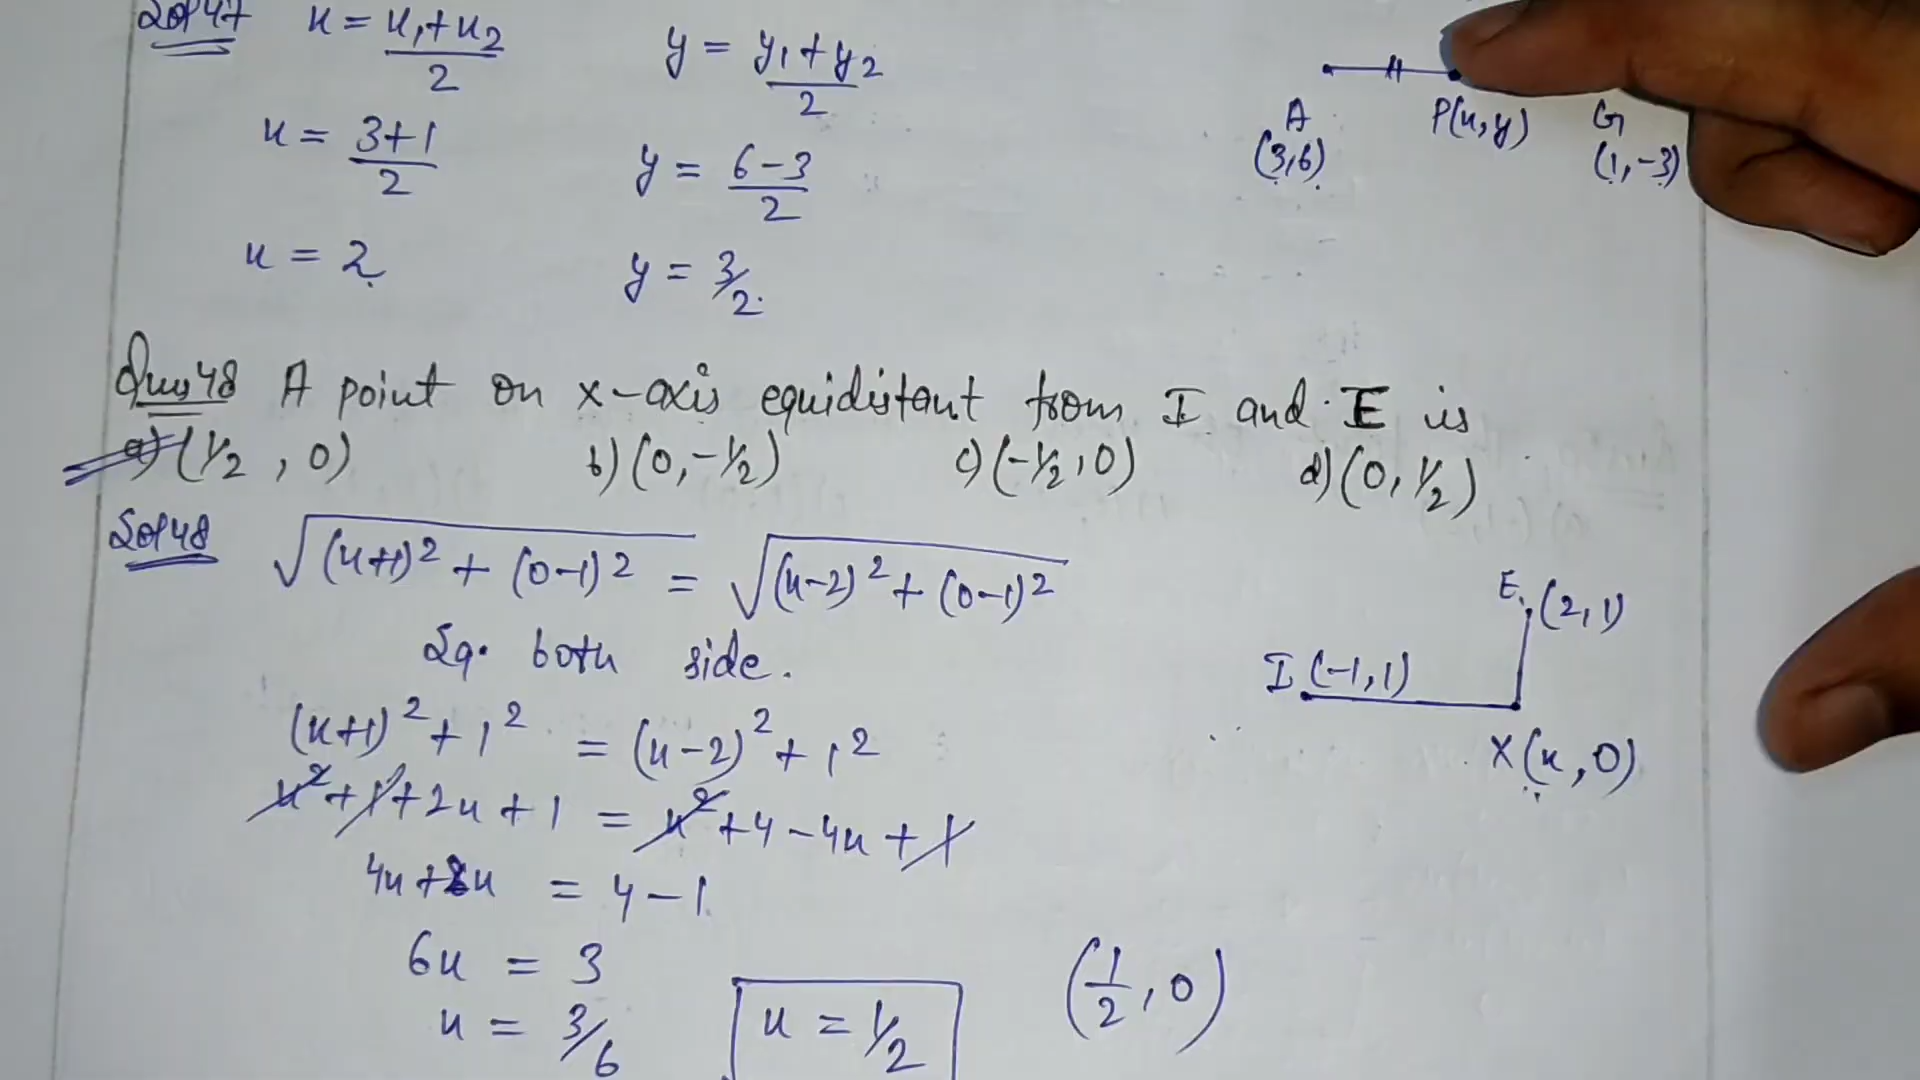 Sol47 x = x1+x2/2 y = y1+y2/2
A P(x,y) G
(3,6) (1,-3)
x = 3+1/2 y = 6-3/2
x = 2 y = 3/2
Ques48 A point on x-axis equidistant from I and E is
a) (1/2, 0) b) (0,-1/2) c) (-1/2,0) d) (0,1/2)
Sol48 √(x+1)² + (0-1)² = √(x-2)² + (0-1)²
E (2,1)
Sq. both side.
I (-1,1)
(x+1)² + 1² = (x-2)² + 1²
X(x,0)
x² + 1 + 2x + 1 = x² + 4 - 4x + 1
4x + 2x = 4 - 1
6x = 3
(1/2, 0)
x = 3/6 x = 1/2